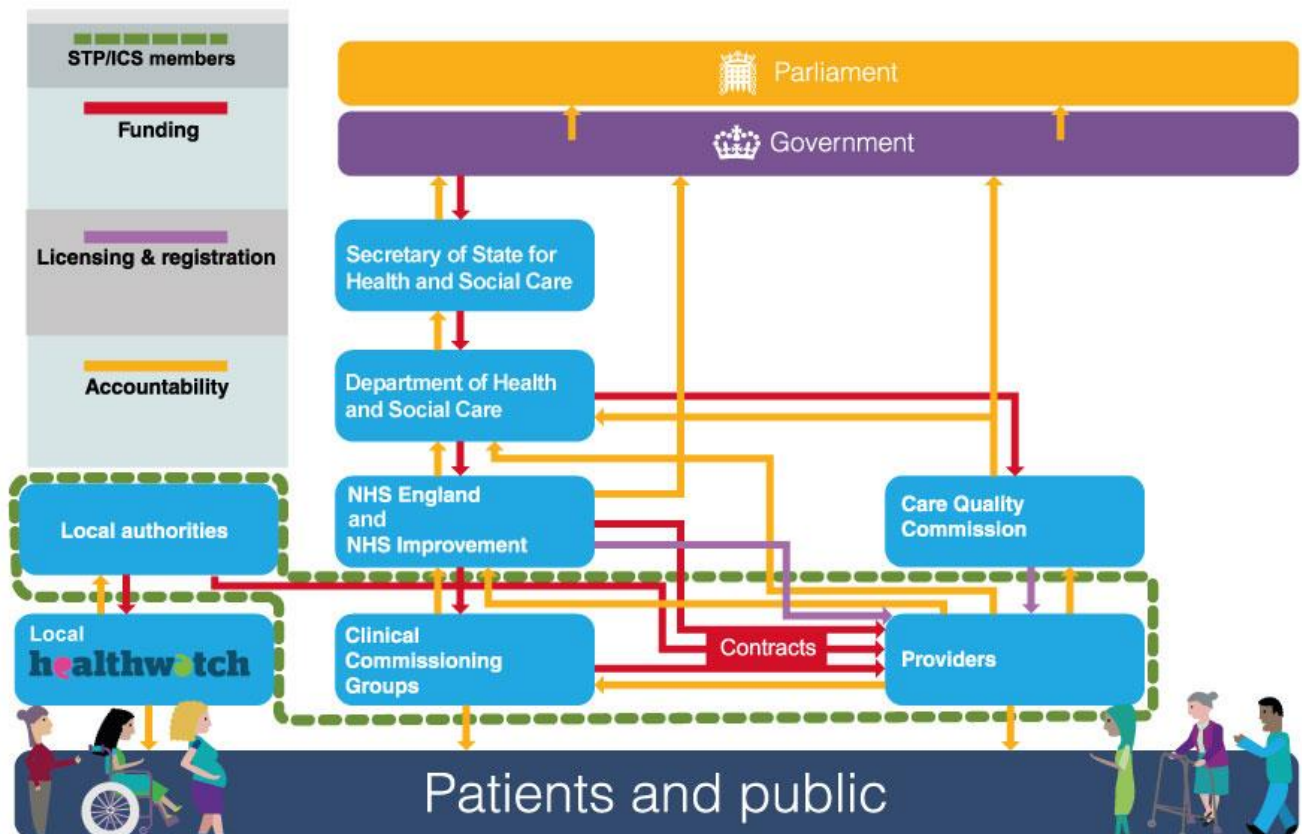 STP/ICS members
Funding
Licensing & registration
Accountability
Parliament
Government
Secretary of State for
Health and Social Care
Department of Health
and Social Care
NHS England
and
NHS Improvement
Care Quality
Commission
Local authorities
Local
healthwatch
Clinical
Commissioning
Groups
Contracts
Providers
Patients and public